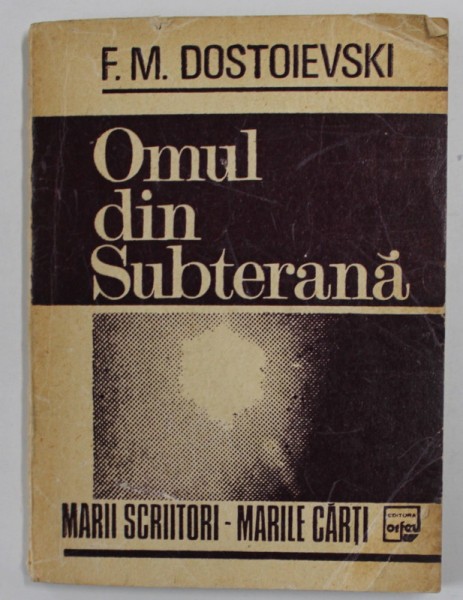 F. M. DOSTOIEVSKI
Omul
din
Subterană
MARII SCRIITORI - MARILE CĂRȚI
EDITURA
orfeu